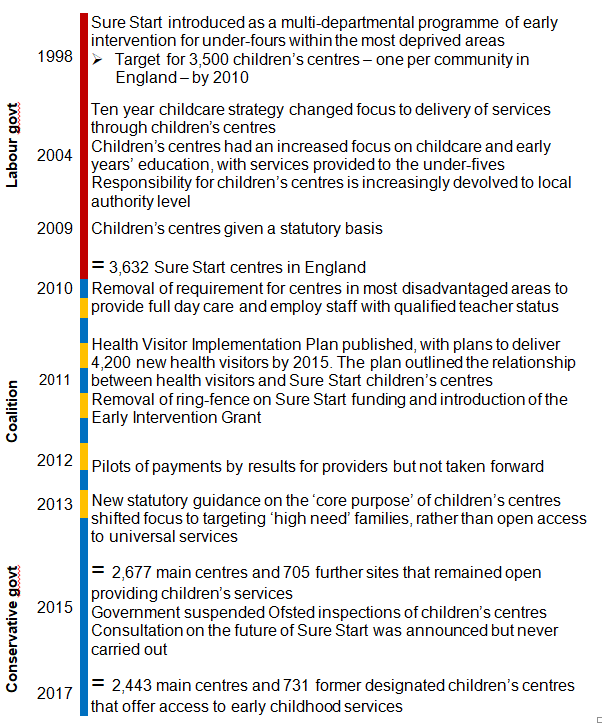 Sure Start introduced as a multi-departmental programme of early
intervention for under-fours within the most deprived areas
1998
➢ Target for 3,500 children's centres – one per community in
England – by 2010
Labour govt
Ten year childcare strategy changed focus to delivery of services
through children's centres
Children's centres had an increased focus on childcare and early
2004
years' education, with services provided to the under-fives
Responsibility for children's centres is increasingly devolved to local
authority level
2009 Children's centres given a statutory basis
= 3,632 Sure Start centres in England
2010 Removal of requirement for centres in most disadvantaged areas to
provide full day care and employ staff with qualified teacher status
Coalition
Health Visitor Implementation Plan published, with plans to deliver
4,200 new health visitors by 2015. The plan outlined the relationship
2011 between health visitors and Sure Start children's centres
Removal of ring-fence on Sure Start funding and introduction of the
Early Intervention Grant
2012 Pilots of payments by results for providers but not taken forward
2013 New statutory guidance on the 'core purpose' of children's centres
shifted focus to targeting 'high need' families, rather than open access
to universal services
Conservative govt
= 2,677 main centres and 705 further sites that remained open
providing children's services
2015 Government suspended Ofsted inspections of children's centres
Consultation on the future of Sure Start was announced but never
carried out
2017 = 2,443 main centres and 731 former designated children's centres
that offer access to early childhood services